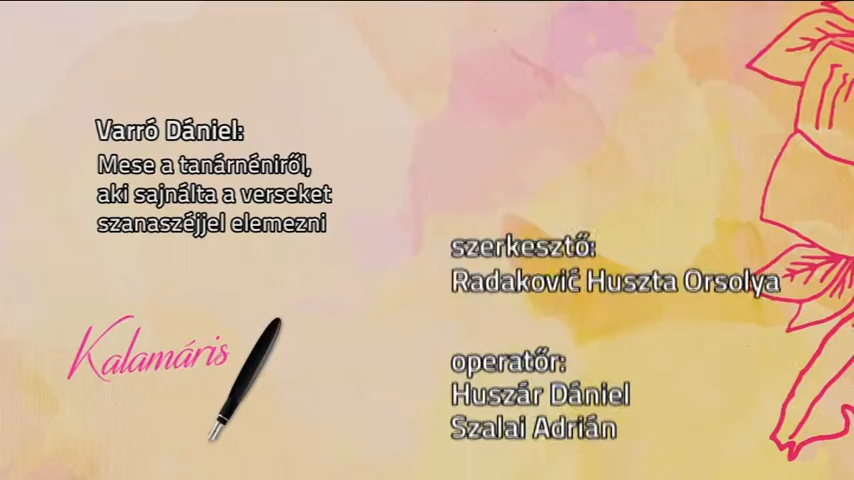 Varró Dániel:
Mese a tanárnéniről,
aki sajnálta a verseket
szanaszéjjel elemezni
szerkesztő:
Radaković Huszta Orsolya
Kalamáris
operatőr:
Huszár Dániel
Szalai Adrián